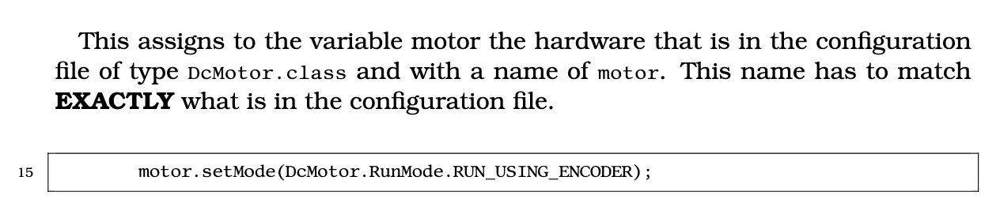 This assigns to the variable motor the hardware that is in the configuration
file of type DcMotor.class and with a name of motor. This name has to match
EXACTLY what is in the configuration file.
15 motor.setMode(DcMotor.RunMode.RUN_USING_ENCODER);